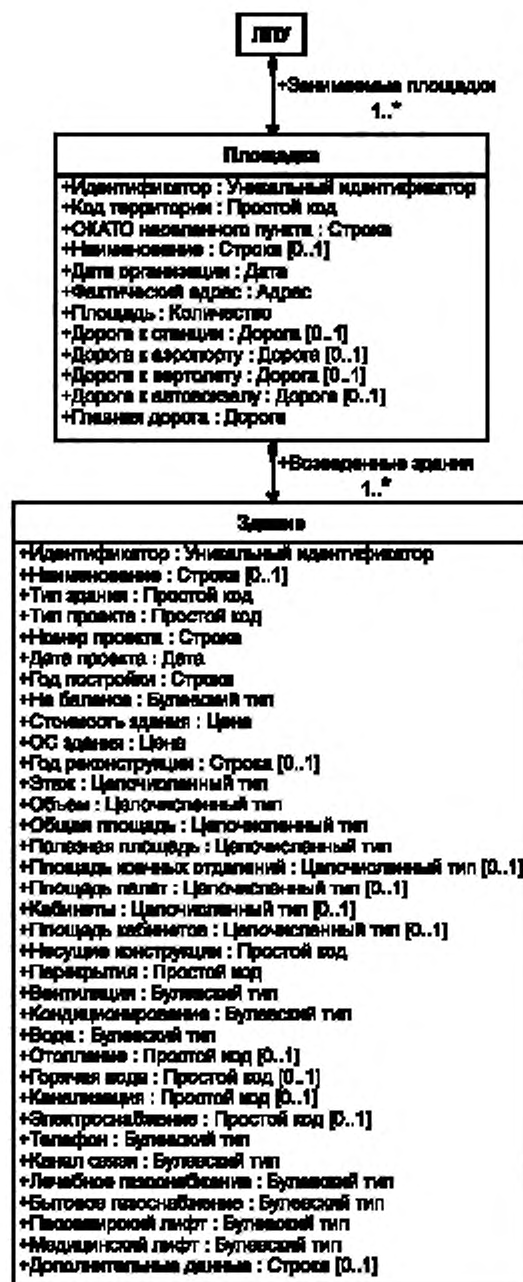 ЛПУ
+Занимаемые площадки
1..*
Площадка
+Идентификатор : Уникальный идентификатор
+Код территории : Простой код
+ОКАТО населенного пункта : Строка
+Наименование : Строка [0..1]
+Дата организации : Дата
+Фактический адрес : Адрес
+Площадь : Количество
+Дорога к станции : Дорога [0..1]
+Дорога к аэропорту : Дорога [0..1]
+Дорога к вертолету : Дорога [0..1]
+Дорога к автовокзалу : Дорога [0..1]
+Главная дорога : Дорога
+Возведенные здания
1..*
Здание
+Идентификатор : Уникальный идентификатор
+Наименование : Строка [0..1]
+Тип здания : Простой код
+Тип проекта : Простой код
+Номер проекта : Строка
+Дата проекта : Дата
+Год постройки : Строка
+На балансе : Булевский тип
+Стоимость здания : Цена
+ОС здания : Цена
+Год реконструкции : Строка [0..1]
+Этаж : Целочисленный тип
+Объем : Целочисленный тип
+Общая площадь : Целочисленный тип
+Полезная площадь : Целочисленный тип
+Площадь коечных отделений : Целочисленный тип [0..1]
+Площадь палат : Целочисленный тип [0..1]
+Кабинеты : Целочисленный тип [0..1]
+Площадь кабинетов : Целочисленный тип [0..1]
+Несущие конструкции : Простой код
+Перекрытия : Простой код
+Вентиляция : Булевский тип
+Кондиционирование : Булевский тип
+Вода : Булевский тип
+Отопление : Простой код [0..1]
+Горячая вода : Простой код [0..1]
+Канализация : Простой код [0..1]
+Электроснабжение : Простой код [0..1]
+Телефон : Булевский тип
+Канал связи : Булевский тип
+Лечебное газоснабжение : Булевский тип
+Бытовое газоснабжение : Булевский тип
+Пассажирский лифт : Булевский тип
+Медицинский лифт : Булевский тип
+Дополнительные данные : Строка [0..1]